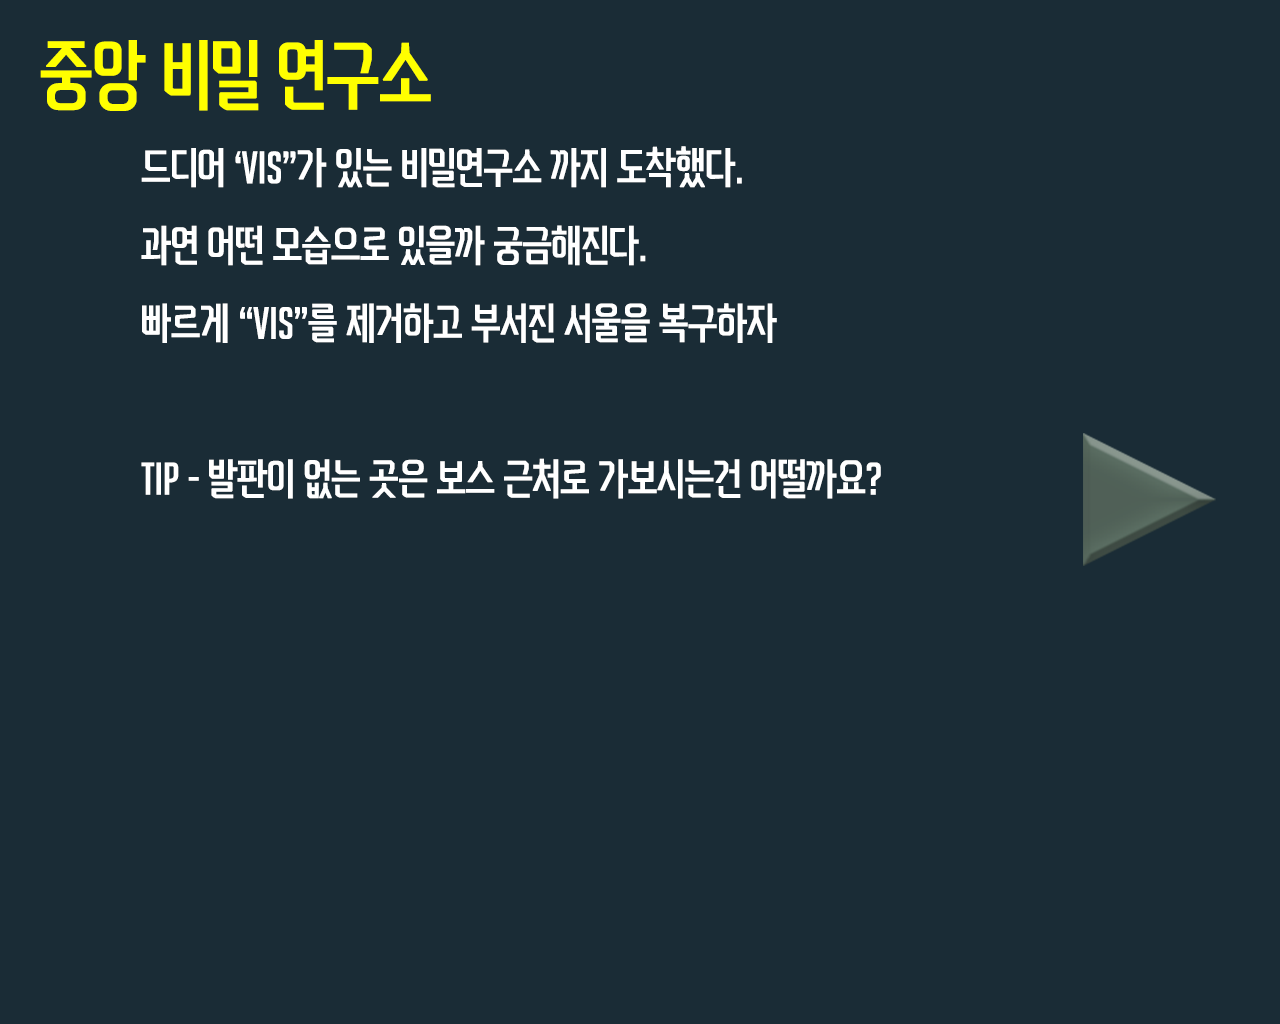 중앙 비밀 연구소
드디어 ‘VIS”가 있는 비밀연구소 까지 도착했다.
과연 어떤 모습으로 있을까 궁금해진다.
빠르게 “VIS”를 제거하고 부서진 서울을 복구하자
TIP - 발판이 없는 곳은 보스 근처로 가보시는건 어떨까요?